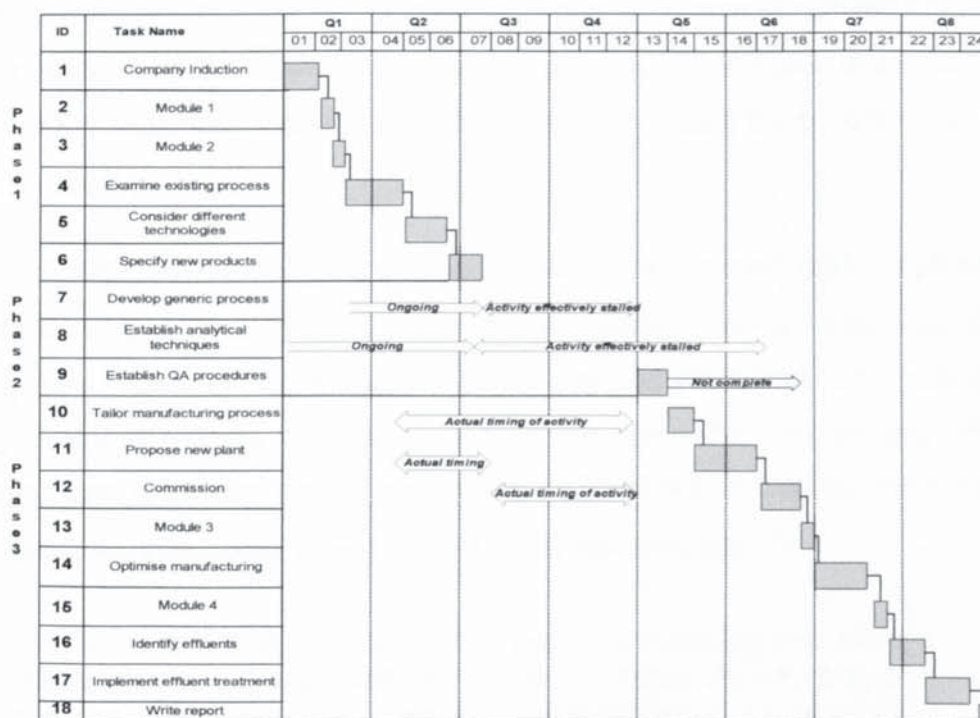 ID Task Name Q1 Q2 Q3 Q4 Q5 Q6 Q7 Q8
01 02 03 04 05 06 07 08 09 10 11 12 13 14 15 16 17 18 19 20 21 22 23 24
Phase1
1 Company Induction
2 Module 1
3 Module 2
4 Examine existing process
5 Consider different
technologies
6 Specify new products
Phase2
7 Develop generic process Ongoing Activity effectively stalled
8 Establish analytical
techniques Ongoing Activity effectively stalled
9 Establish QA procedures Not complete
Phase3
10 Tailor manufacturing process Actual timing of activity
11 Propose new plant Actual timing
12 Commission Actual timing of activity
13 Module 3
14 Optimise manufacturing
15 Module 4
16 Identify effluents
17 Implement effluent treatment
18 Write report